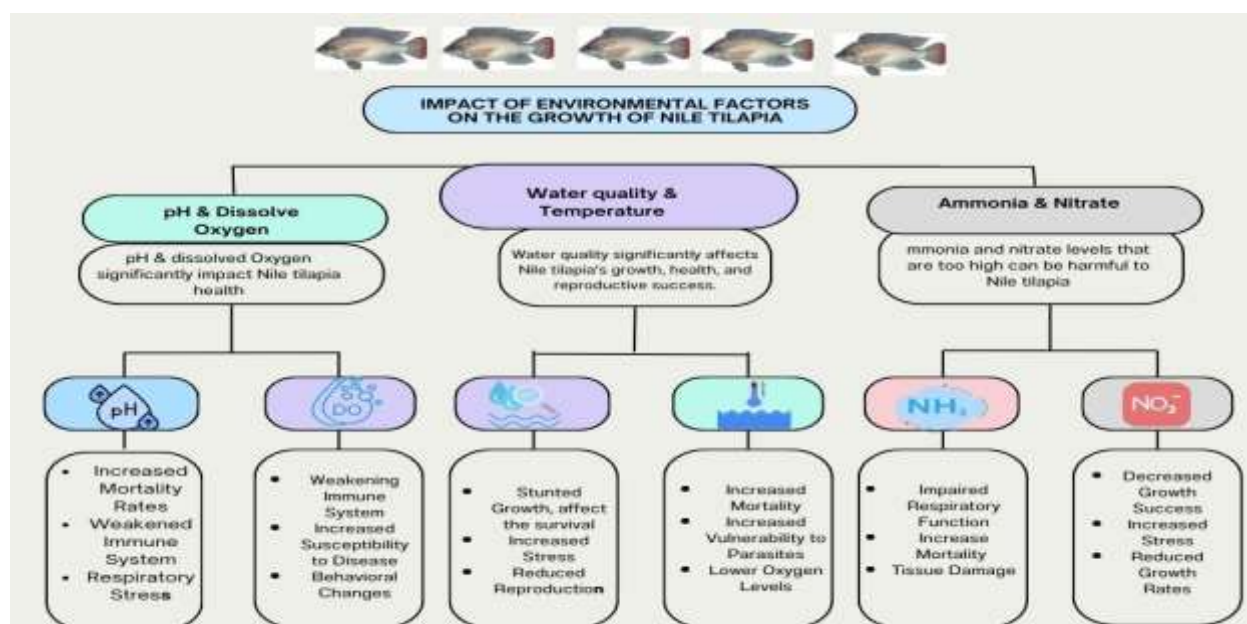 IMPACT OF ENVIRONMENTAL FACTORS
ON THE GROWTH OF NILE TILAPIA
pH & Dissolve
Oxygen
pH & dissolved Oxygen
significantly impact Nile tilapia
health
Water quality &
Temperature
Water quality significantly affects
Nile tilapia's growth, health, and
reproductive success.
Ammonia & Nitrate
mmonia and nitrate levels that
are too high can be harmful to
Nile tilapia
pH
• Increased
Mortality
Rates
• Weakened
Immune
System
• Respiratory
Stress
DO
• Weakening
Immune
System
• Increased
Susceptibility
to Disease
• Behavioral
Changes
• Stunted
Growth, affect
the survival
• Increased
Stress
• Reduced
Reproduction
• Increased
Mortality
• Increased
Vulnerability to
Parasites
• Lower Oxygen
Levels
NH₃
• Impaired
Respiratory
Function
• Increase
Mortality
• Tissue Damage
NO₃⁻
• Decreased
Growth
Success
• Increased
Stress
• Reduced
Growth
Rates